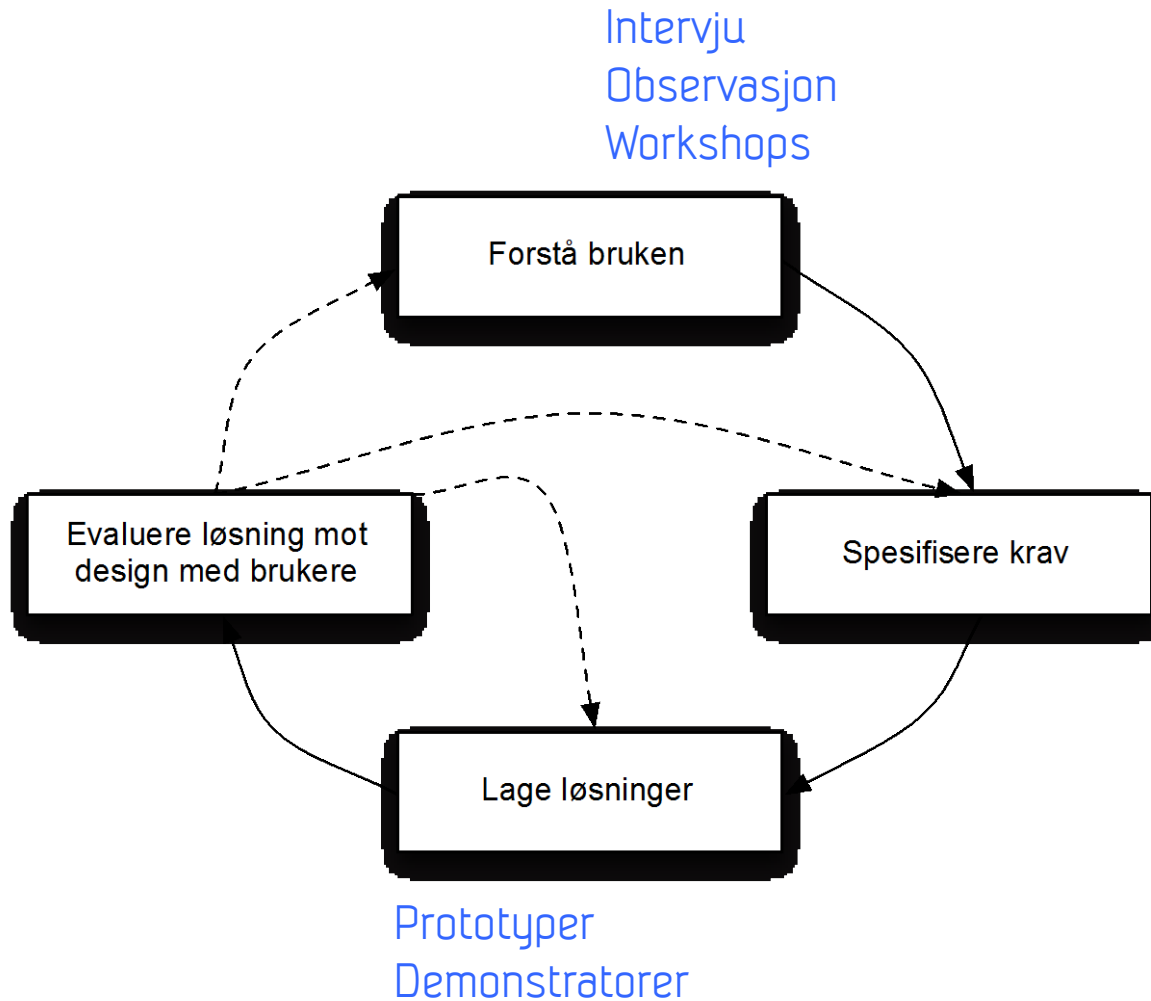 Intervju
Observasjon
Workshops
Forstå bruken
Evaluere løsning mot
design med brukere
Spesifisere krav
Lage løsninger
Prototyper
Demonstratorer